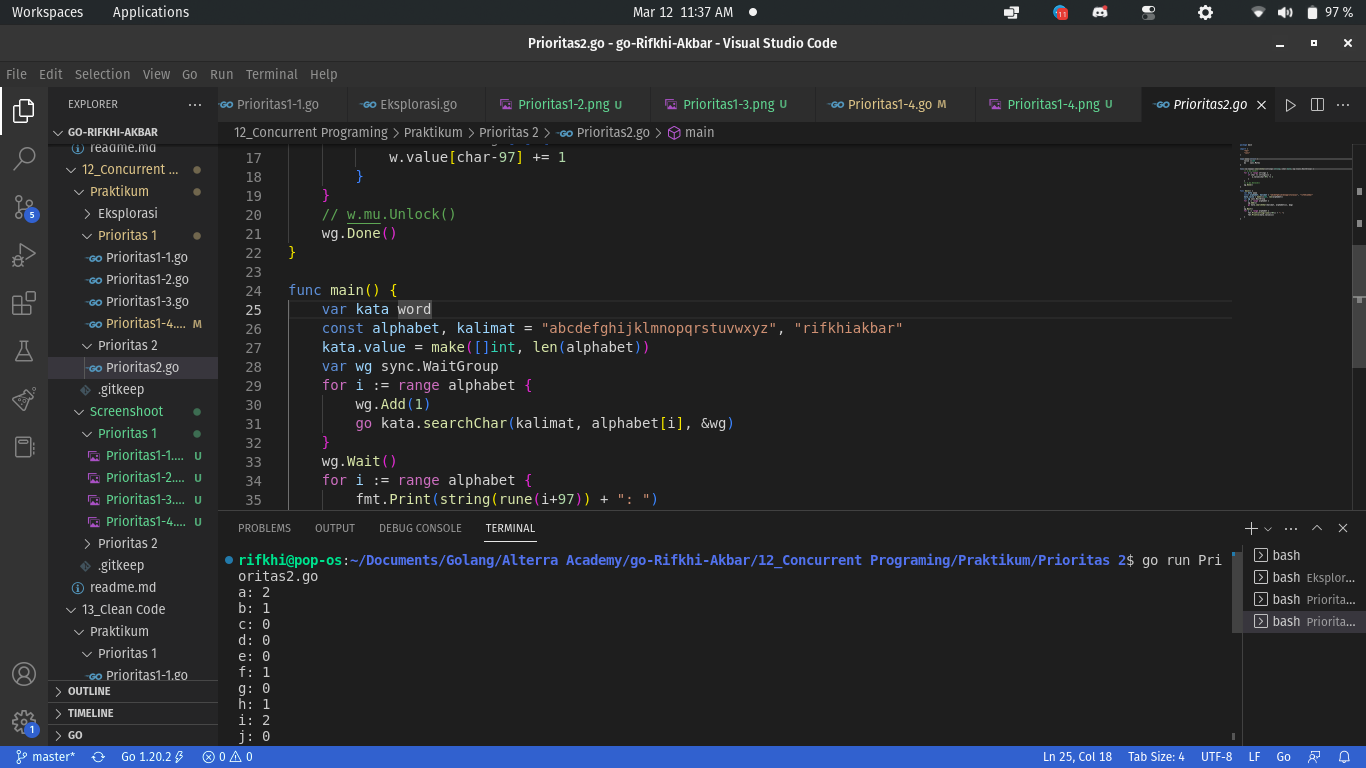 Workspaces Applications Mar 12 11:37 AM 11 97 %
Prioritas2.go - go-Rifkhi-Akbar - Visual Studio Code
File Edit Selection View Go Run Terminal Help
EXPLORER
GO-RIFKHI-AKBAR
readme.md
12_Concurrent ...
Praktikum
Eksplorasi
Prioritas 1
Prioritas1-1.go
Prioritas1-2.go
Prioritas1-3.go
Prioritas1-4.... M
Prioritas 2
Prioritas2.go
.gitkeep
Screenshoot
Prioritas 1
Prioritas1-1.... U
Prioritas1-2.... U
Prioritas1-3.... U
Prioritas1-4.... U
Prioritas 2
.gitkeep
readme.md
13_Clean Code
Praktikum
Prioritas 1
Prioritas1-1.go
OUTLINE
TIMELINE
GO
5
1
Prioritas1-1.go Eksplorasi.go Prioritas1-2.png U Prioritas1-3.png U Prioritas1-4.go M Prioritas1-4.png U Prioritas2.go
12_Concurrent Programing > Praktikum > Prioritas 2 > Prioritas2.go > main
17 w.value[char-97] += 1
18 }
19 }
20 // w.mu.Unlock()
21 wg.Done()
22 }
23
24 func main() {
25 var kata word
26 const alphabet, kalimat = "abcdefghijklmnopqrstuvwxyz", "rifkhiakbar"
27 kata.value = make([]int, len(alphabet))
28 var wg sync.WaitGroup
29 for i := range alphabet {
30 wg.Add(1)
31 go kata.searchChar(kalimat, alphabet[i], &wg)
32 }
33 wg.Wait()
34 for i := range alphabet {
35 fmt.Print(string(rune(i+97)) + ": ")
PROBLEMS OUTPUT DEBUG CONSOLE TERMINAL
rifkhi@pop-os:~/Documents/Golang/Alterra Academy/go-Rifkhi-Akbar/12_Concurrent Programing/Praktikum/Prioritas 2$ go run Pri
oritas2.go
a: 2
b: 1
c: 0
d: 0
e: 0
f: 1
g: 0
h: 1
i: 2
j: 0
bash
bash Explor...
bash Priorita...
bash Priorita...
master* Go 1.20.2 0 0 Ln 25, Col 18 Tab Size: 4 UTF-8 LF Go